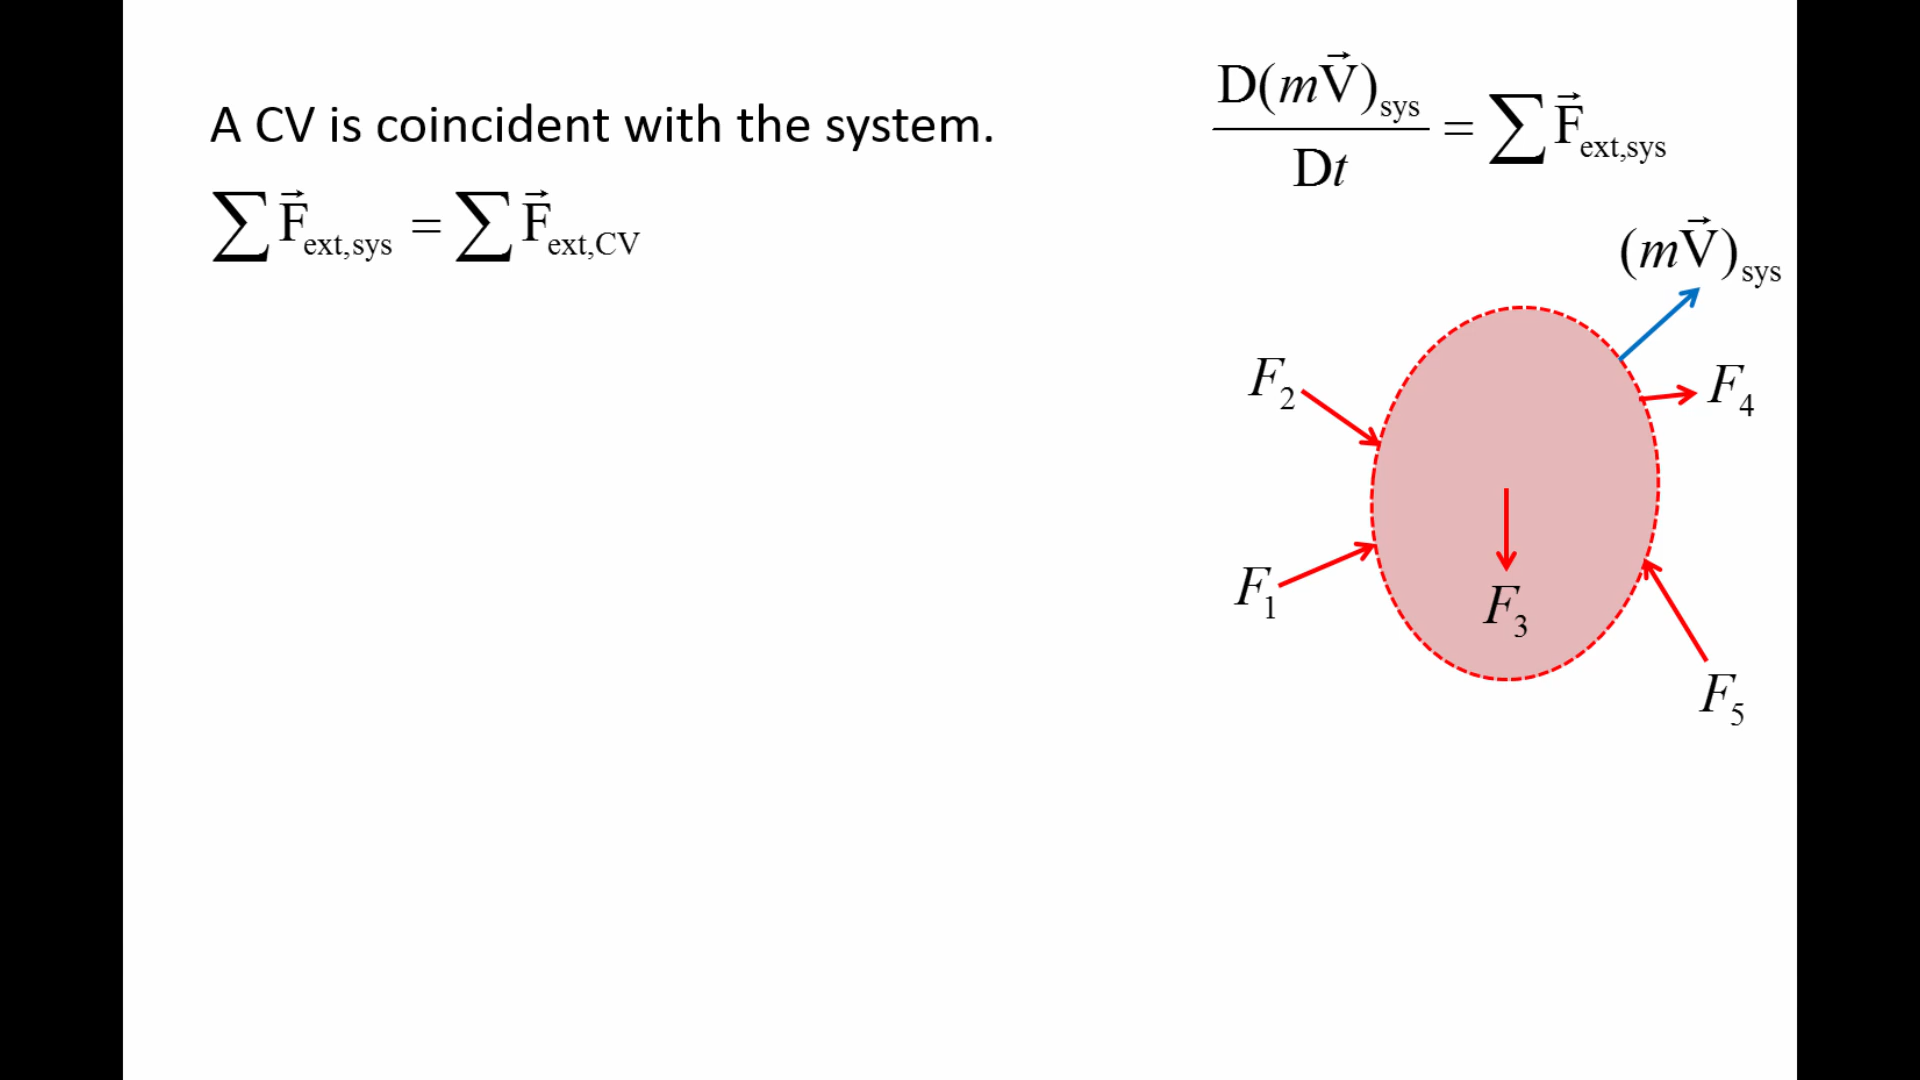 A CV is coincident with the system.
∑F⃗ext,sys = ∑F⃗ext,CV
D(mV⃗)sys / Dt = ∑F⃗ext,sys
(mV⃗)sys
F2
F4
F1
F3
F5